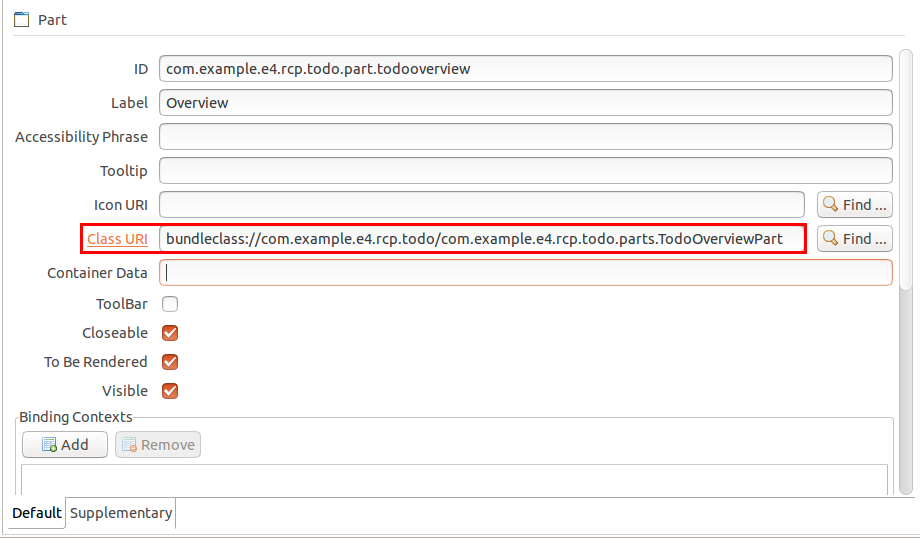 Part
ID com.example.e4.rcp.todo.part.todooverview
Label Overview
Accessibility Phrase
Tooltip
Icon URI Find ...
Class URI bundleclass://com.example.e4.rcp.todo/com.example.e4.rcp.todo.parts.TodoOverviewPart Find ...
Container Data
ToolBar
Closeable
To Be Rendered
Visible
Binding Contexts
Add Remove
Default Supplementary